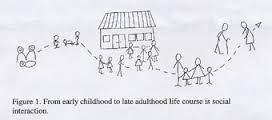 Figure 1. From early childhood to late adulthood life course is social
interaction.